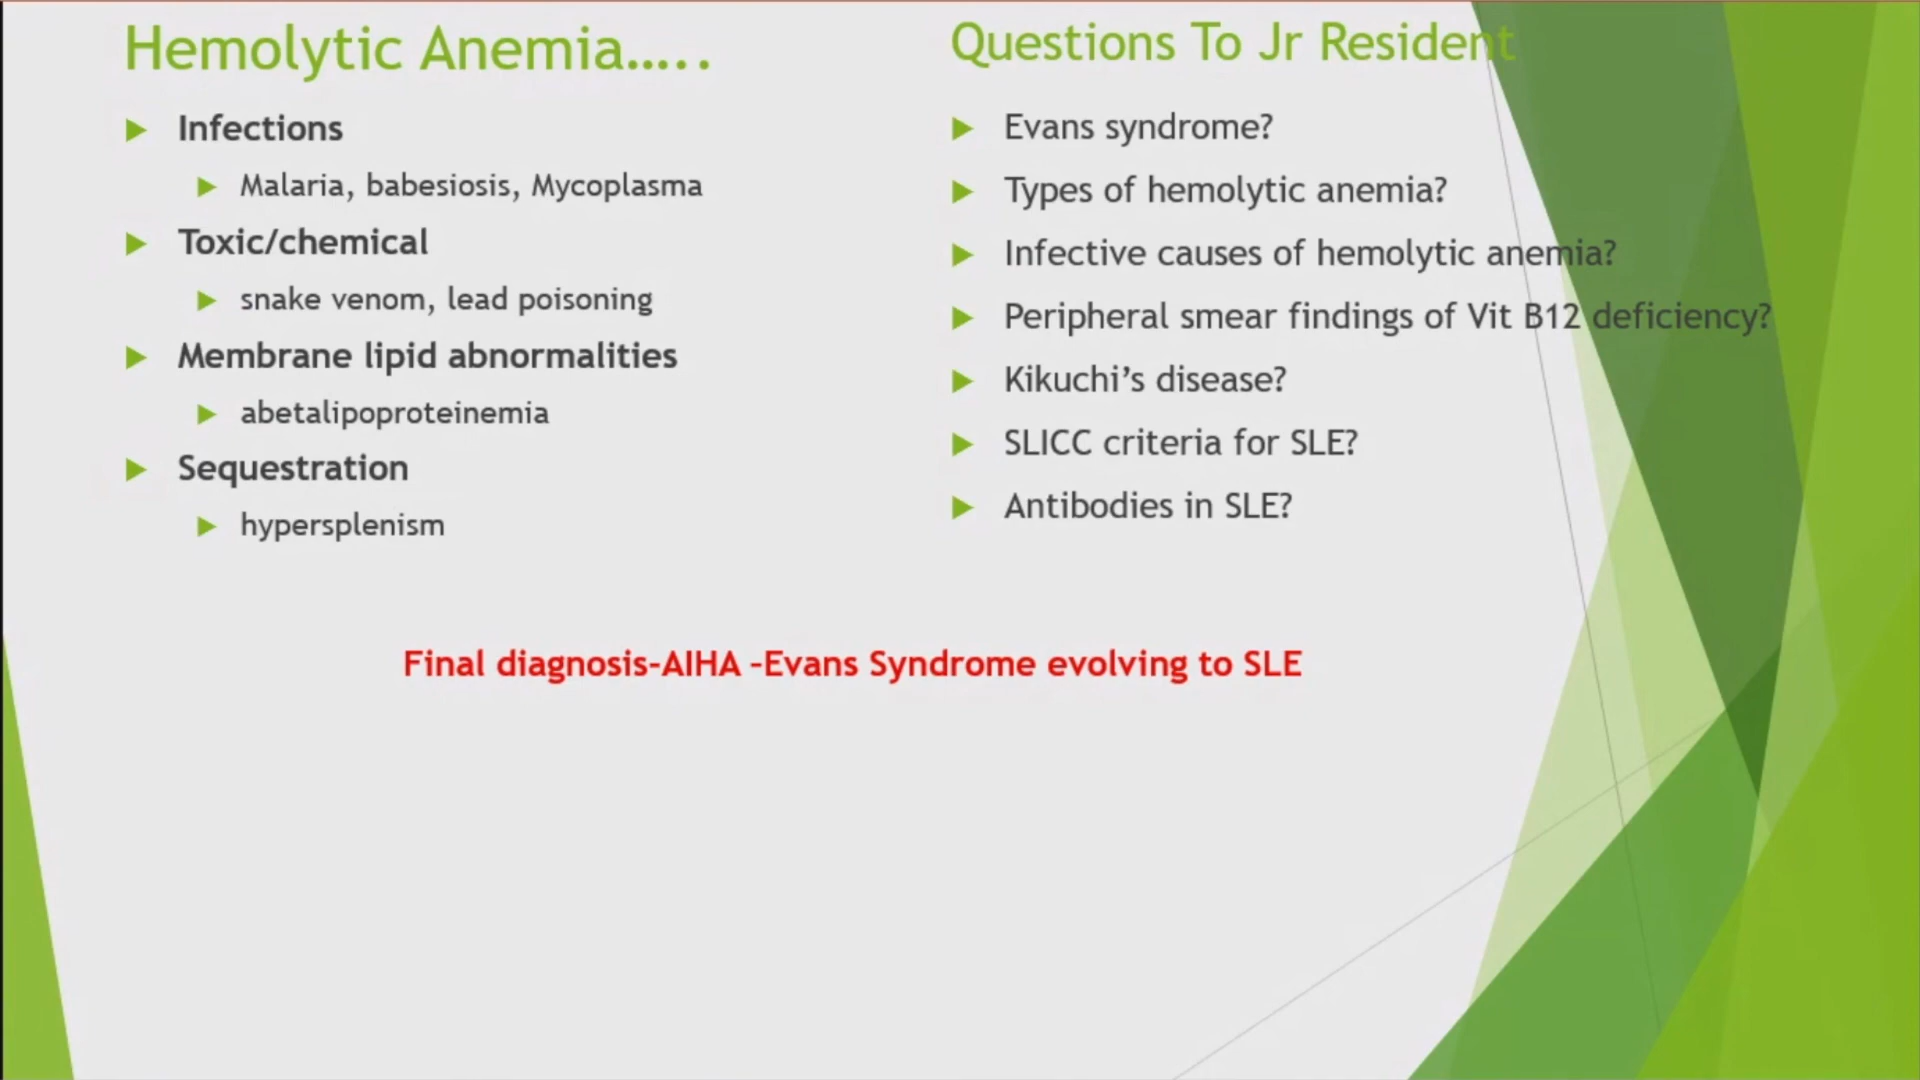 Hemolytic Anemia.....
Infections
Malaria, babesiosis, Mycoplasma
Toxic/chemical
snake venom, lead poisoning
Membrane lipid abnormalities
abetalipoproteinemia
Sequestration
hypersplenism
Questions To Jr Resident
Evans syndrome?
Types of hemolytic anemia?
Infective causes of hemolytic anemia?
Peripheral smear findings of Vit B12 deficiency?
Kikuchi’s disease?
SLICC criteria for SLE?
Antibodies in SLE?
Final diagnosis-AIHA –Evans Syndrome evolving to SLE